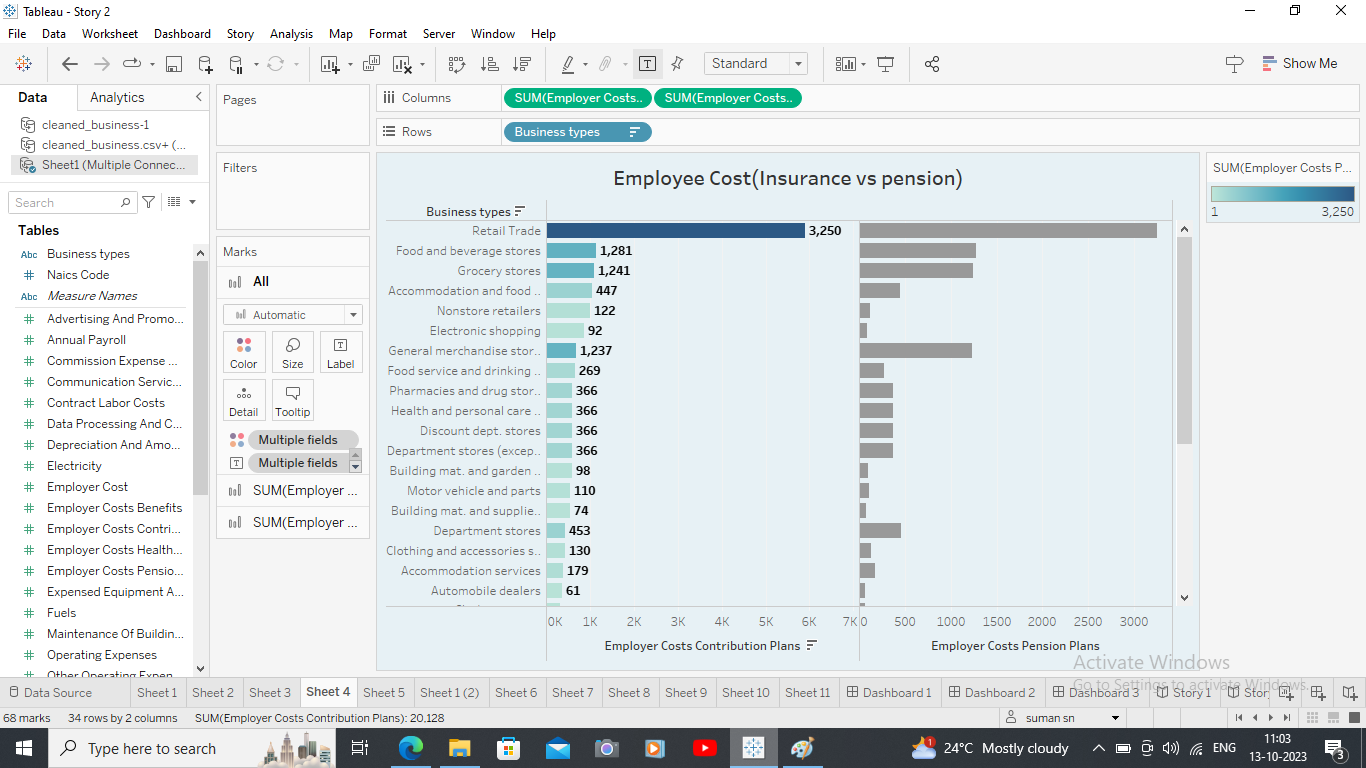 Tableau - Story 2
File Data Worksheet Dashboard Story Analysis Map Format Server Window Help
Standard
Show Me
Data Analytics
cleaned_business-1
cleaned_business.csv+ (...
Sheet1 (Multiple Connec...
Search
Tables
Abc Business types
# Naics Code
Abc Measure Names
# Advertising And Promo...
# Annual Payroll
# Commission Expense ...
# Communication Servic...
# Contract Labor Costs
# Data Processing And C...
# Depreciation And Amo...
# Electricity
# Employer Cost
# Employer Costs Benefits
# Employer Costs Contri...
# Employer Costs Health...
# Employer Costs Pensio...
# Expensed Equipment A...
# Fuels
# Maintenance Of Buildin...
# Operating Expenses
# Other Operating Expen
Pages
Filters
Marks
All
Automatic
Color Size Label
Detail Tooltip
Multiple fields
Multiple fields
SUM(Employer ...
SUM(Employer ...
Columns SUM(Employer Costs.. SUM(Employer Costs..
Rows Business types
Employee Cost(Insurance vs pension)
Business types
Retail Trade 3,250
Food and beverage stores 1,281
Grocery stores 1,241
Accommodation and food .. 447
Nonstore retailers 122
Electronic shopping 92
General merchandise stor.. 1,237
Food service and drinking .. 269
Pharmacies and drug stor.. 366
Health and personal care .. 366
Discount dept. stores 366
Department stores (excep.. 366
Building mat. and garden .. 98
Motor vehicle and parts 110
Building mat. and supplie.. 74
Department stores 453
Clothing and accessories s.. 130
Accommodation services 179
Automobile dealers 61
0K 1K 2K 3K 4K 5K 6K 7K 0 500 1000 1500 2000 2500 3000
Employer Costs Contribution Plans Employer Costs Pension Plans
SUM(Employer Costs P...
1 3,250
Activate Windows
Go to Settings to activate Windows.
Data Source Sheet 1 Sheet 2 Sheet 3 Sheet 4 Sheet 5 Sheet 1 (2) Sheet 6 Sheet 7 Sheet 8 Sheet 9 Sheet 10 Sheet 11 Dashboard 1 Dashboard 2 Dashboard 3 Story 1 Stor
68 marks 34 rows by 2 columns SUM(Employer Costs Contribution Plans): 20,128 suman sn
Type here to search
1
24°C Mostly cloudy
ENG
11:03
13-10-2023
3